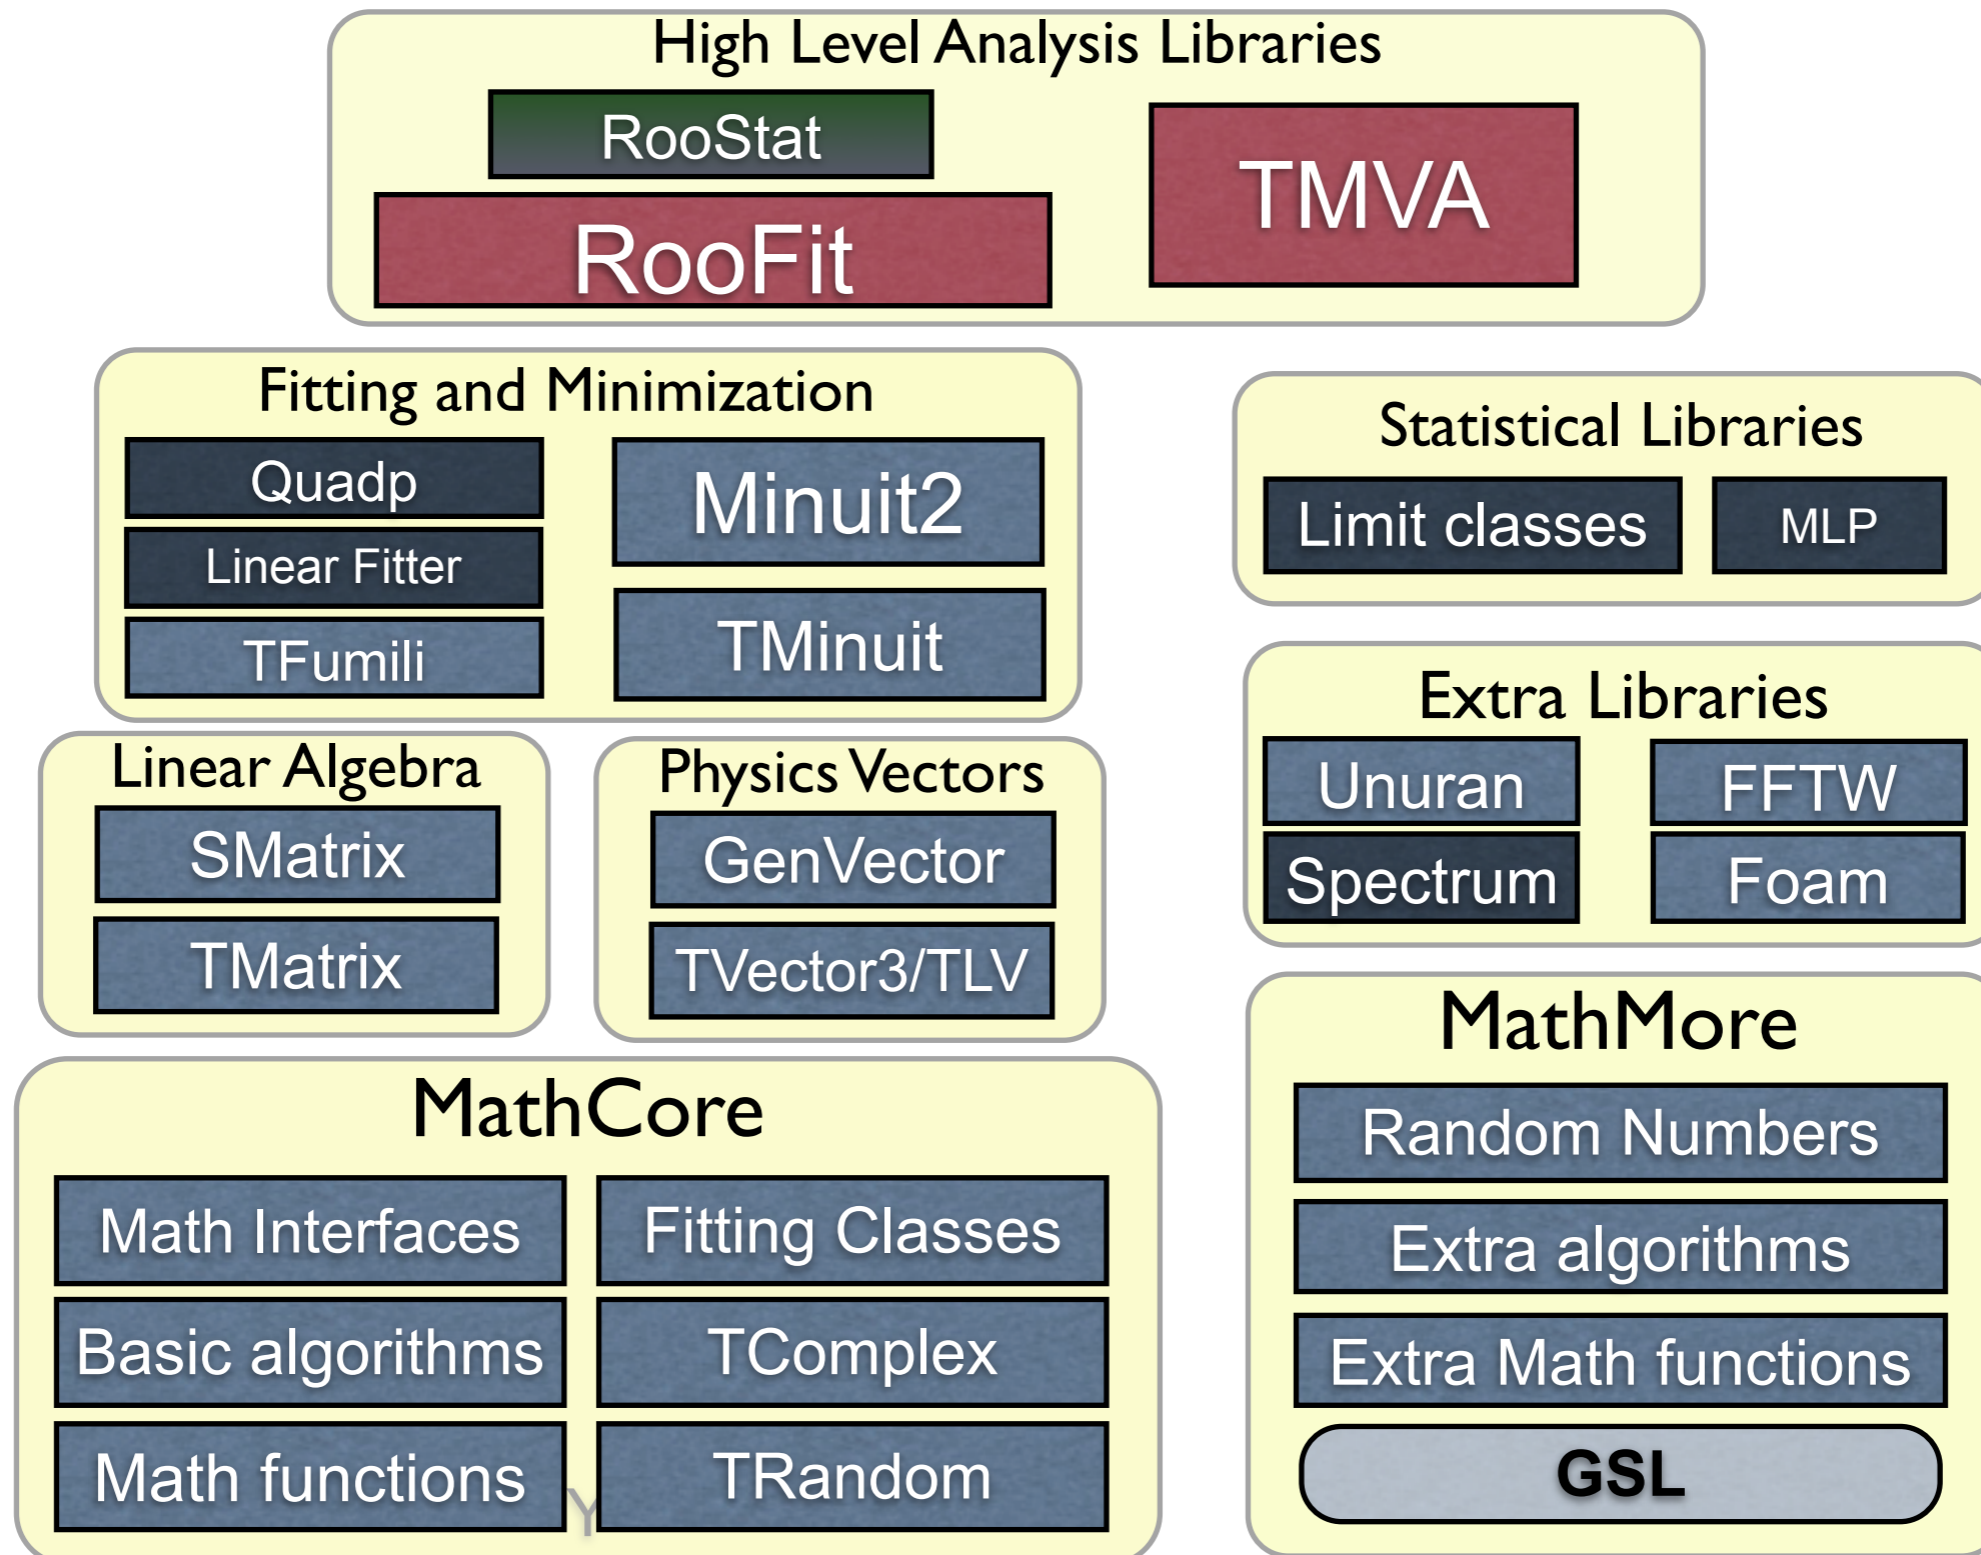 High Level Analysis Libraries
RooStat
TMVA
RooFit
Fitting and Minimization
Quadp
Minuit2
Linear Fitter
TFumili
TMinuit
Statistical Libraries
Limit classes
MLP
Extra Libraries
Unuran
FFTW
Spectrum
Foam
Linear Algebra
SMatrix
TMatrix
Physics Vectors
GenVector
TVector3/TLV
MathCore
Math Interfaces
Fitting Classes
Basic algorithms
TComplex
Math functions
TRandom
Y
MathMore
Random Numbers
Extra algorithms
Extra Math functions
GSL